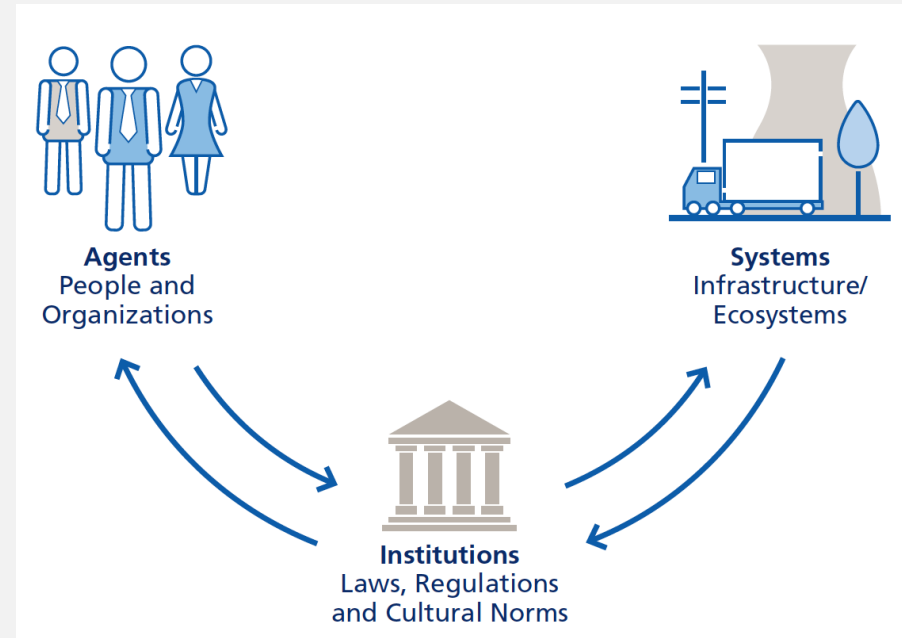 Agents
People and
Organizations
Systems
Infrastructure/
Ecosystems
Institutions
Laws, Regulations
and Cultural Norms